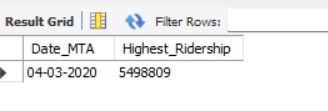 Result Grid Filter Rows:
Date_MTA Highest_Ridership
04-03-2020 5498809